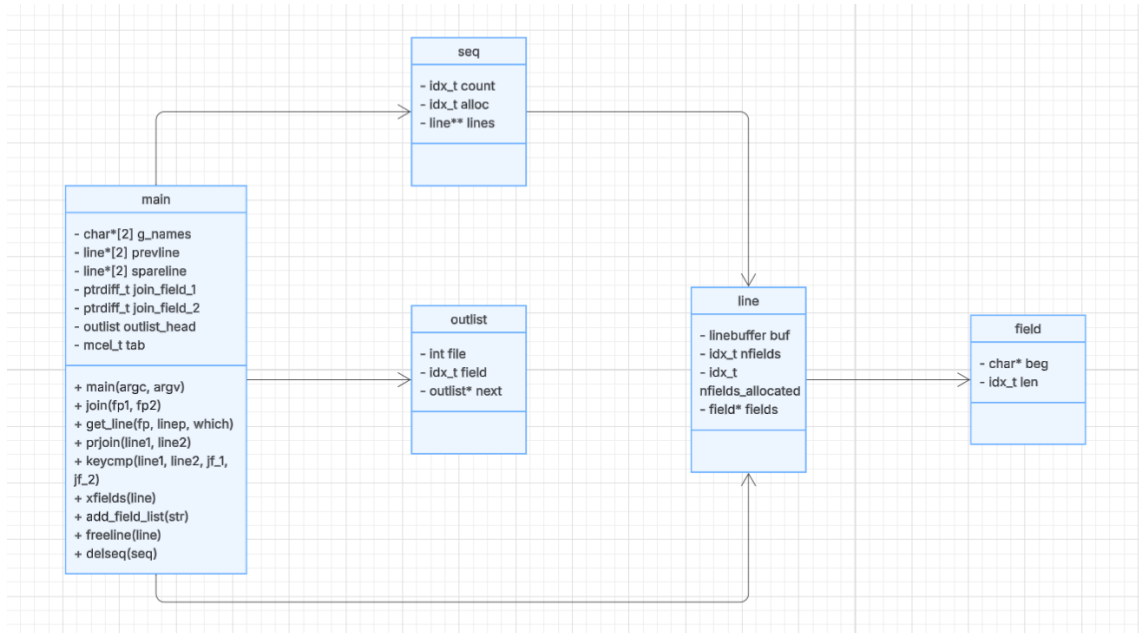 seq
- idx_t count
- idx_t alloc
- line** lines
main
- char*[2] g_names
- line*[2] prevline
- line*[2] spareline
- ptrdiff_t join_field_1
- ptrdiff_t join_field_2
- outlist outlist_head
- mcel_t tab
+ main(argc, argv)
+ join(fp1, fp2)
+ get_line(fp, linep, which)
+ prjoin(line1, line2)
+ keycmp(line1, line2, jf_1,
jf_2)
+ xfields(line)
+ add_field_list(str)
+ freeline(line)
+ delseq(seq)
outlist
- int file
- idx_t field
- outlist* next
line
- linebuffer buf
- idx_t nfields
- idx_t
nfields_allocated
- field* fields
field
- char* beg
- idx_t len